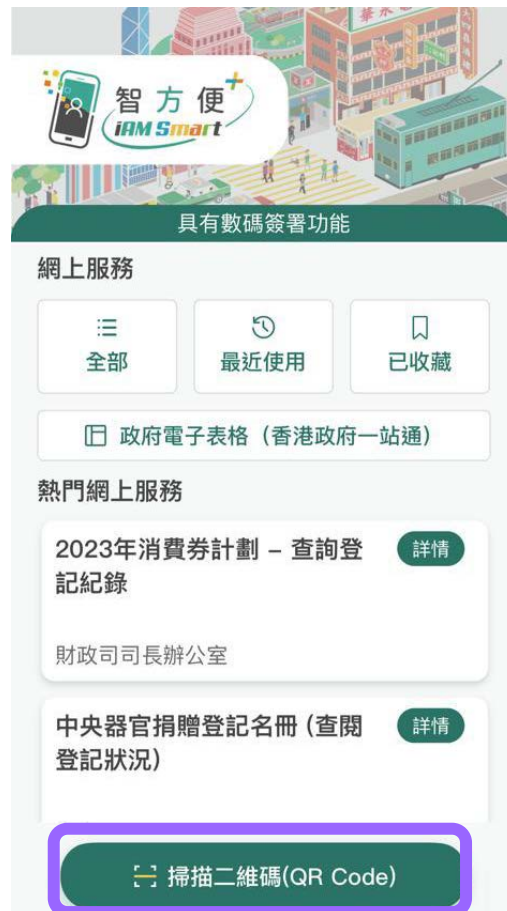 智方便+
iAM Smart
具有數碼簽署功能
網上服務
全部
最近使用
已收藏
政府電子表格（香港政府一站通）
熱門網上服務
2023年消費券計劃 – 查詢登
記紀錄
詳情
財政司司長辦公室
中央器官捐贈登記名冊 (查閱
登記狀況)
詳情
掃描二維碼(QR Code)